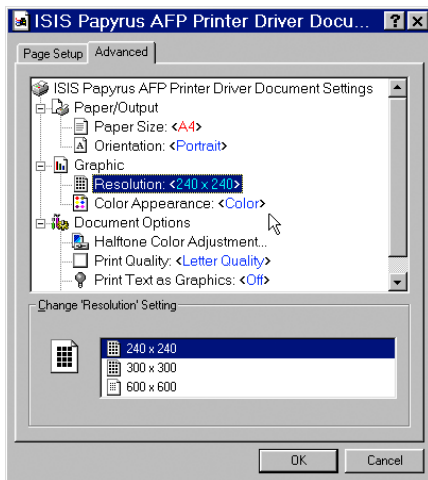 ISIS Papyrus AFP Printer Driver Docu... ? ×
Page Setup Advanced
ISIS Papyrus AFP Printer Driver Document Settings
Paper/Output
Paper Size: <A4>
Orientation: <Portrait>
Graphic
Resolution: <240 x 240>
Color Appearance: <Color>
Document Options
Halftone Color Adjustment...
Print Quality: <Letter Quality>
Print Text as Graphics: <Off>
Change 'Resolution' Setting
240 x 240
300 x 300
600 x 600
OK Cancel